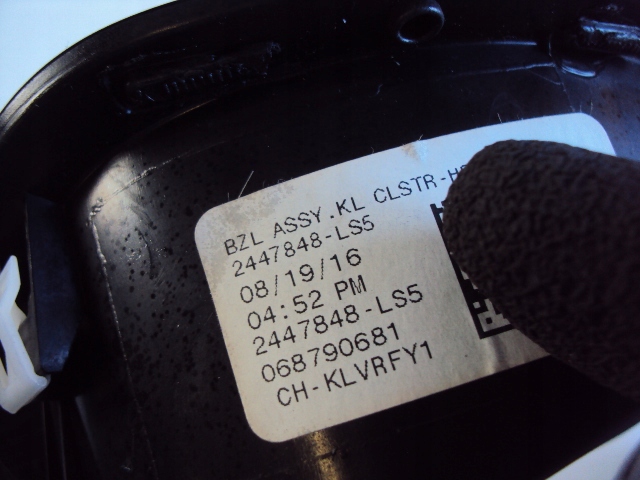 BZL ASSY.KL CLSTR-
2447848-LS5
08/19/16
04:52 PM
2447848-LS5
068790681
CH-KLVRFY1